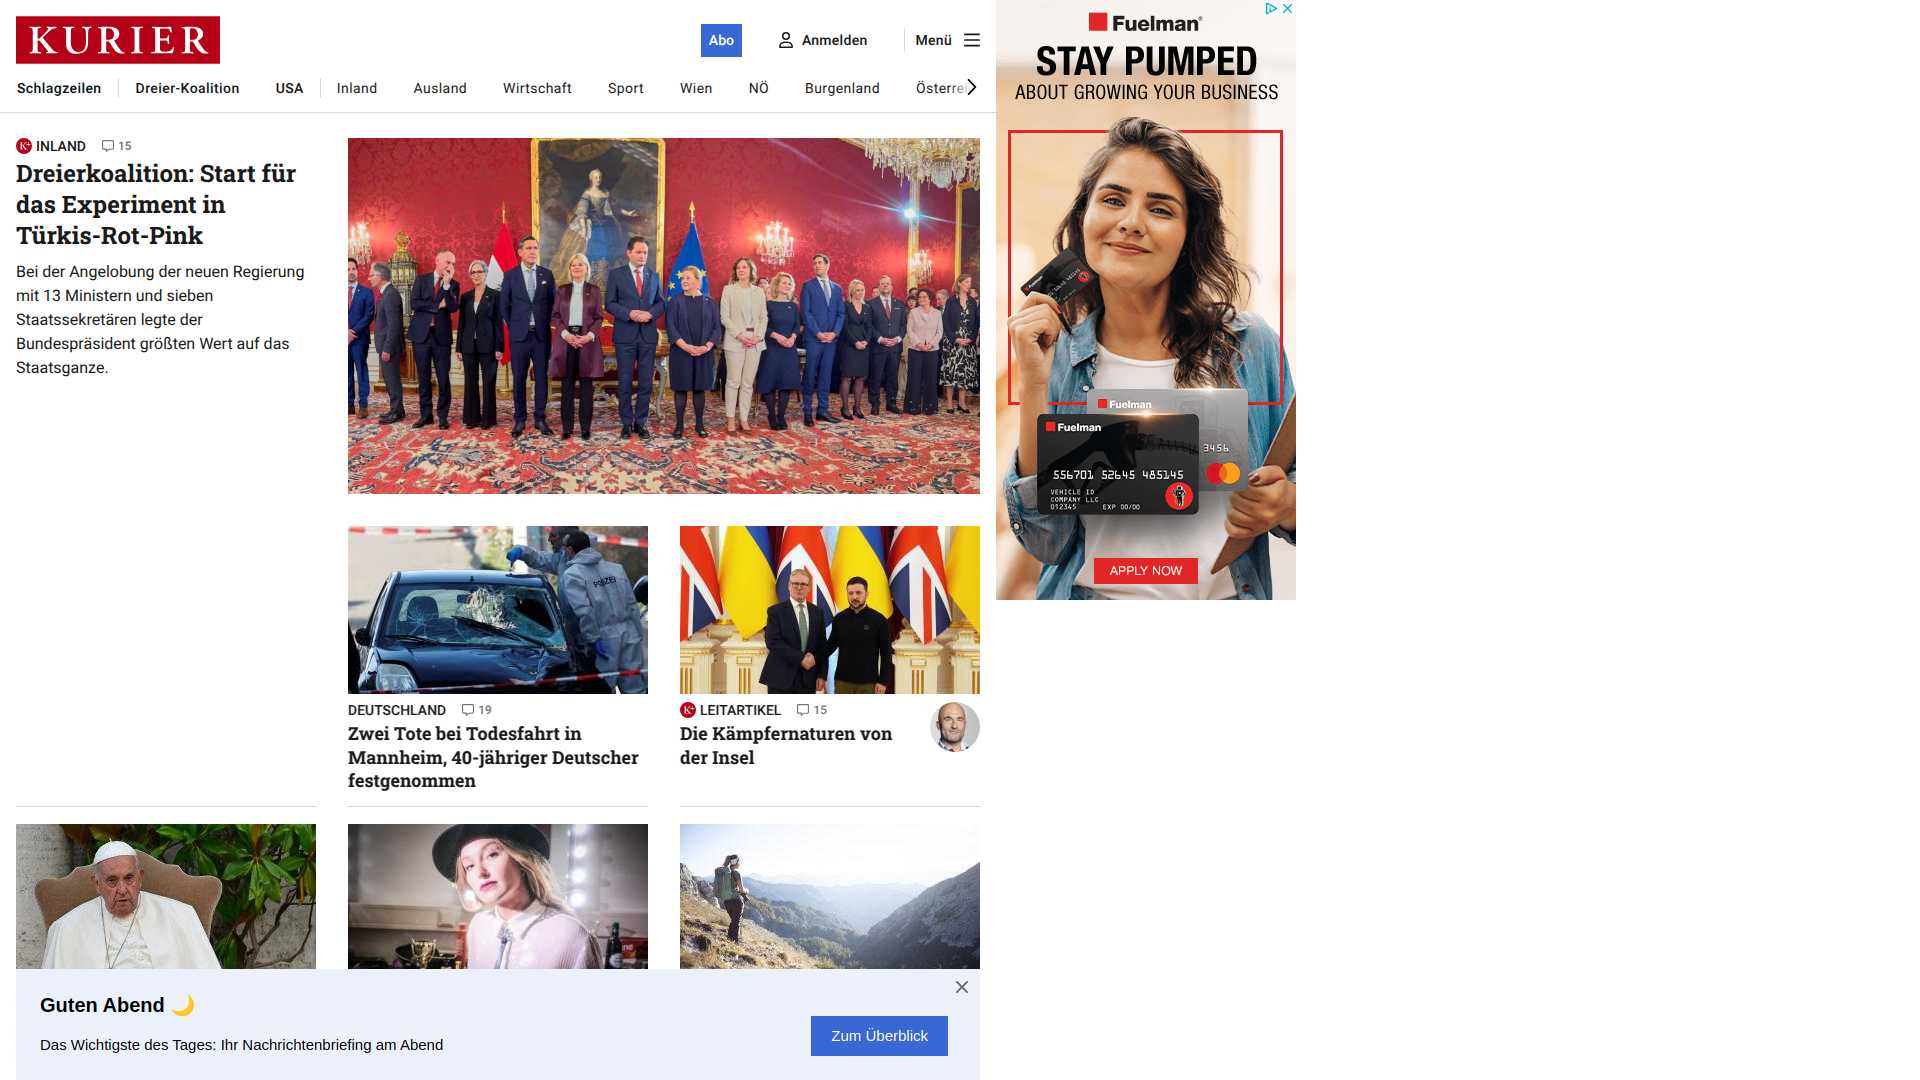 KURIER
Abo
Anmelden
Menü
Schlagzeilen
Dreier-Koalition
USA
Inland
Ausland
Wirtschaft
Sport
Wien
NÖ
Burgenland
INLAND
15
Dreierkoalition: Start für
das Experiment in
Türkis-Rot-Pink
Bei der Angelobung der neuen Regierung
mit 13 Ministern und sieben
Staatssekretären legte der
Bundespräsident größten Wert auf das
Staatsganze.
POLIZEI
DEUTSCHLAND
19
Zwei Tote bei Todesfahrt in
Mannheim, 40-jähriger Deutscher
festgenommen
LEITARTIKEL
15
Die Kämpfernaturen von
der Insel
Guten Abend
Das Wichtigste des Tages: Ihr Nachrichtenbriefing am Abend
Zum Überblick
Fuelman
STAY PUMPED
ABOUT GROWING YOUR BUSINESS
Fuelman
Fuelman
3456
Fuelman
556701 52645 485145
VEHICLE ID
COMPANY LLC
012345 EXP 00/00
APPLY NOW